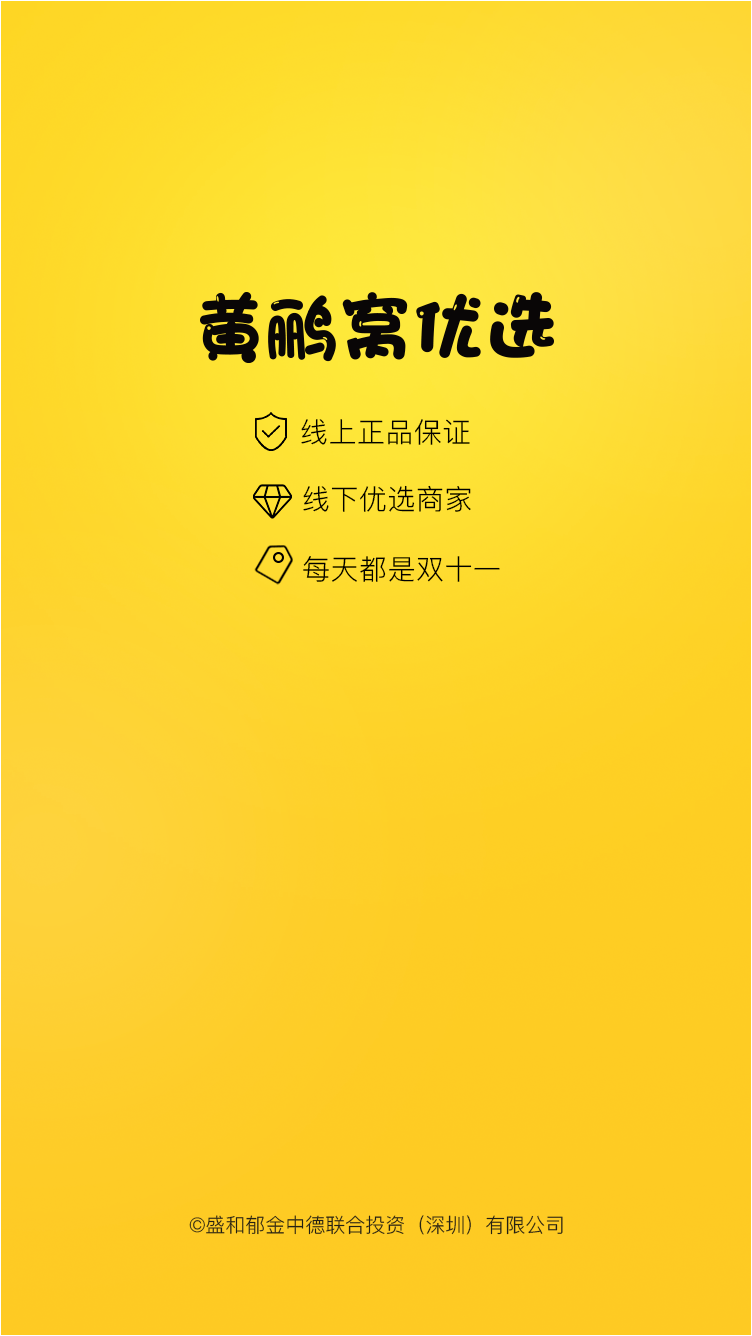 黄鹂窝优选
线上正品保证
线下优选商家
每天都是双十一
©盛和郁金中德联合投资（深圳）有限公司